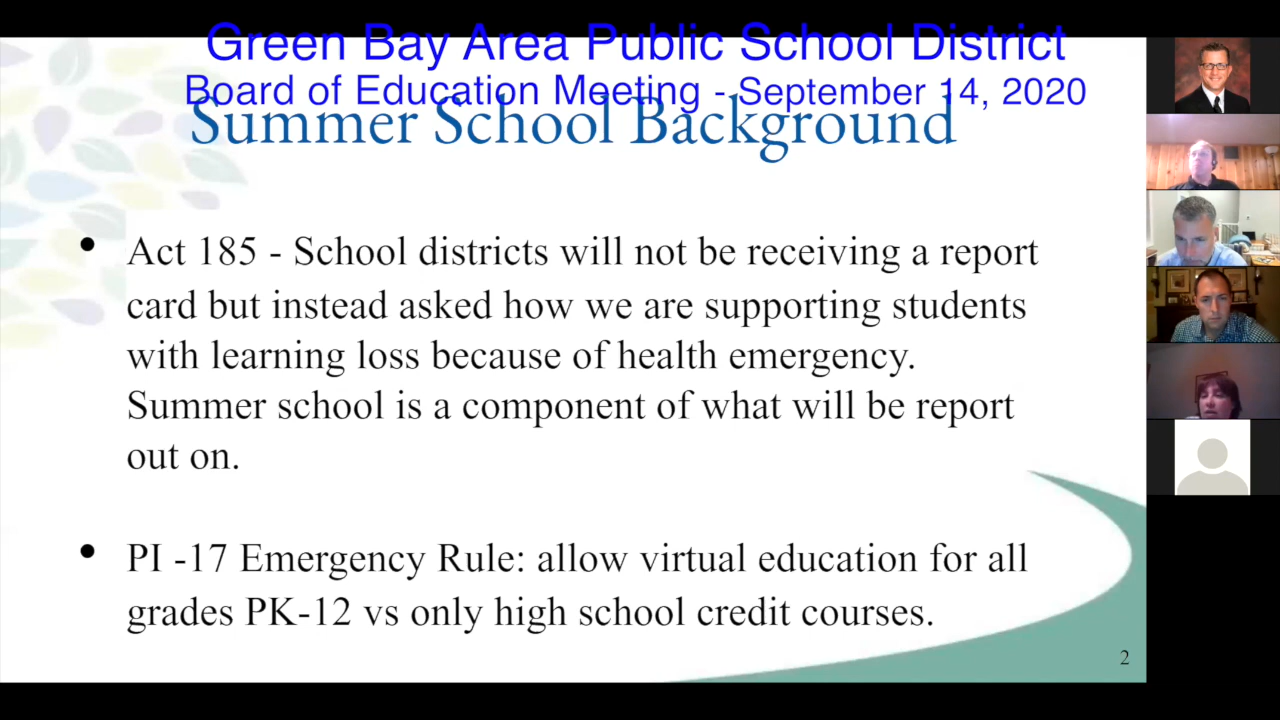 Green Bay Area Public School District
Board of Education Meeting - September 14, 2020
Summer School Background
• Act 185 - School districts will not be receiving a report
card but instead asked how we are supporting students
with learning loss because of health emergency.
Summer school is a component of what will be report
out on.
• PI -17 Emergency Rule: allow virtual education for all
grades PK-12 vs only high school credit courses.
2